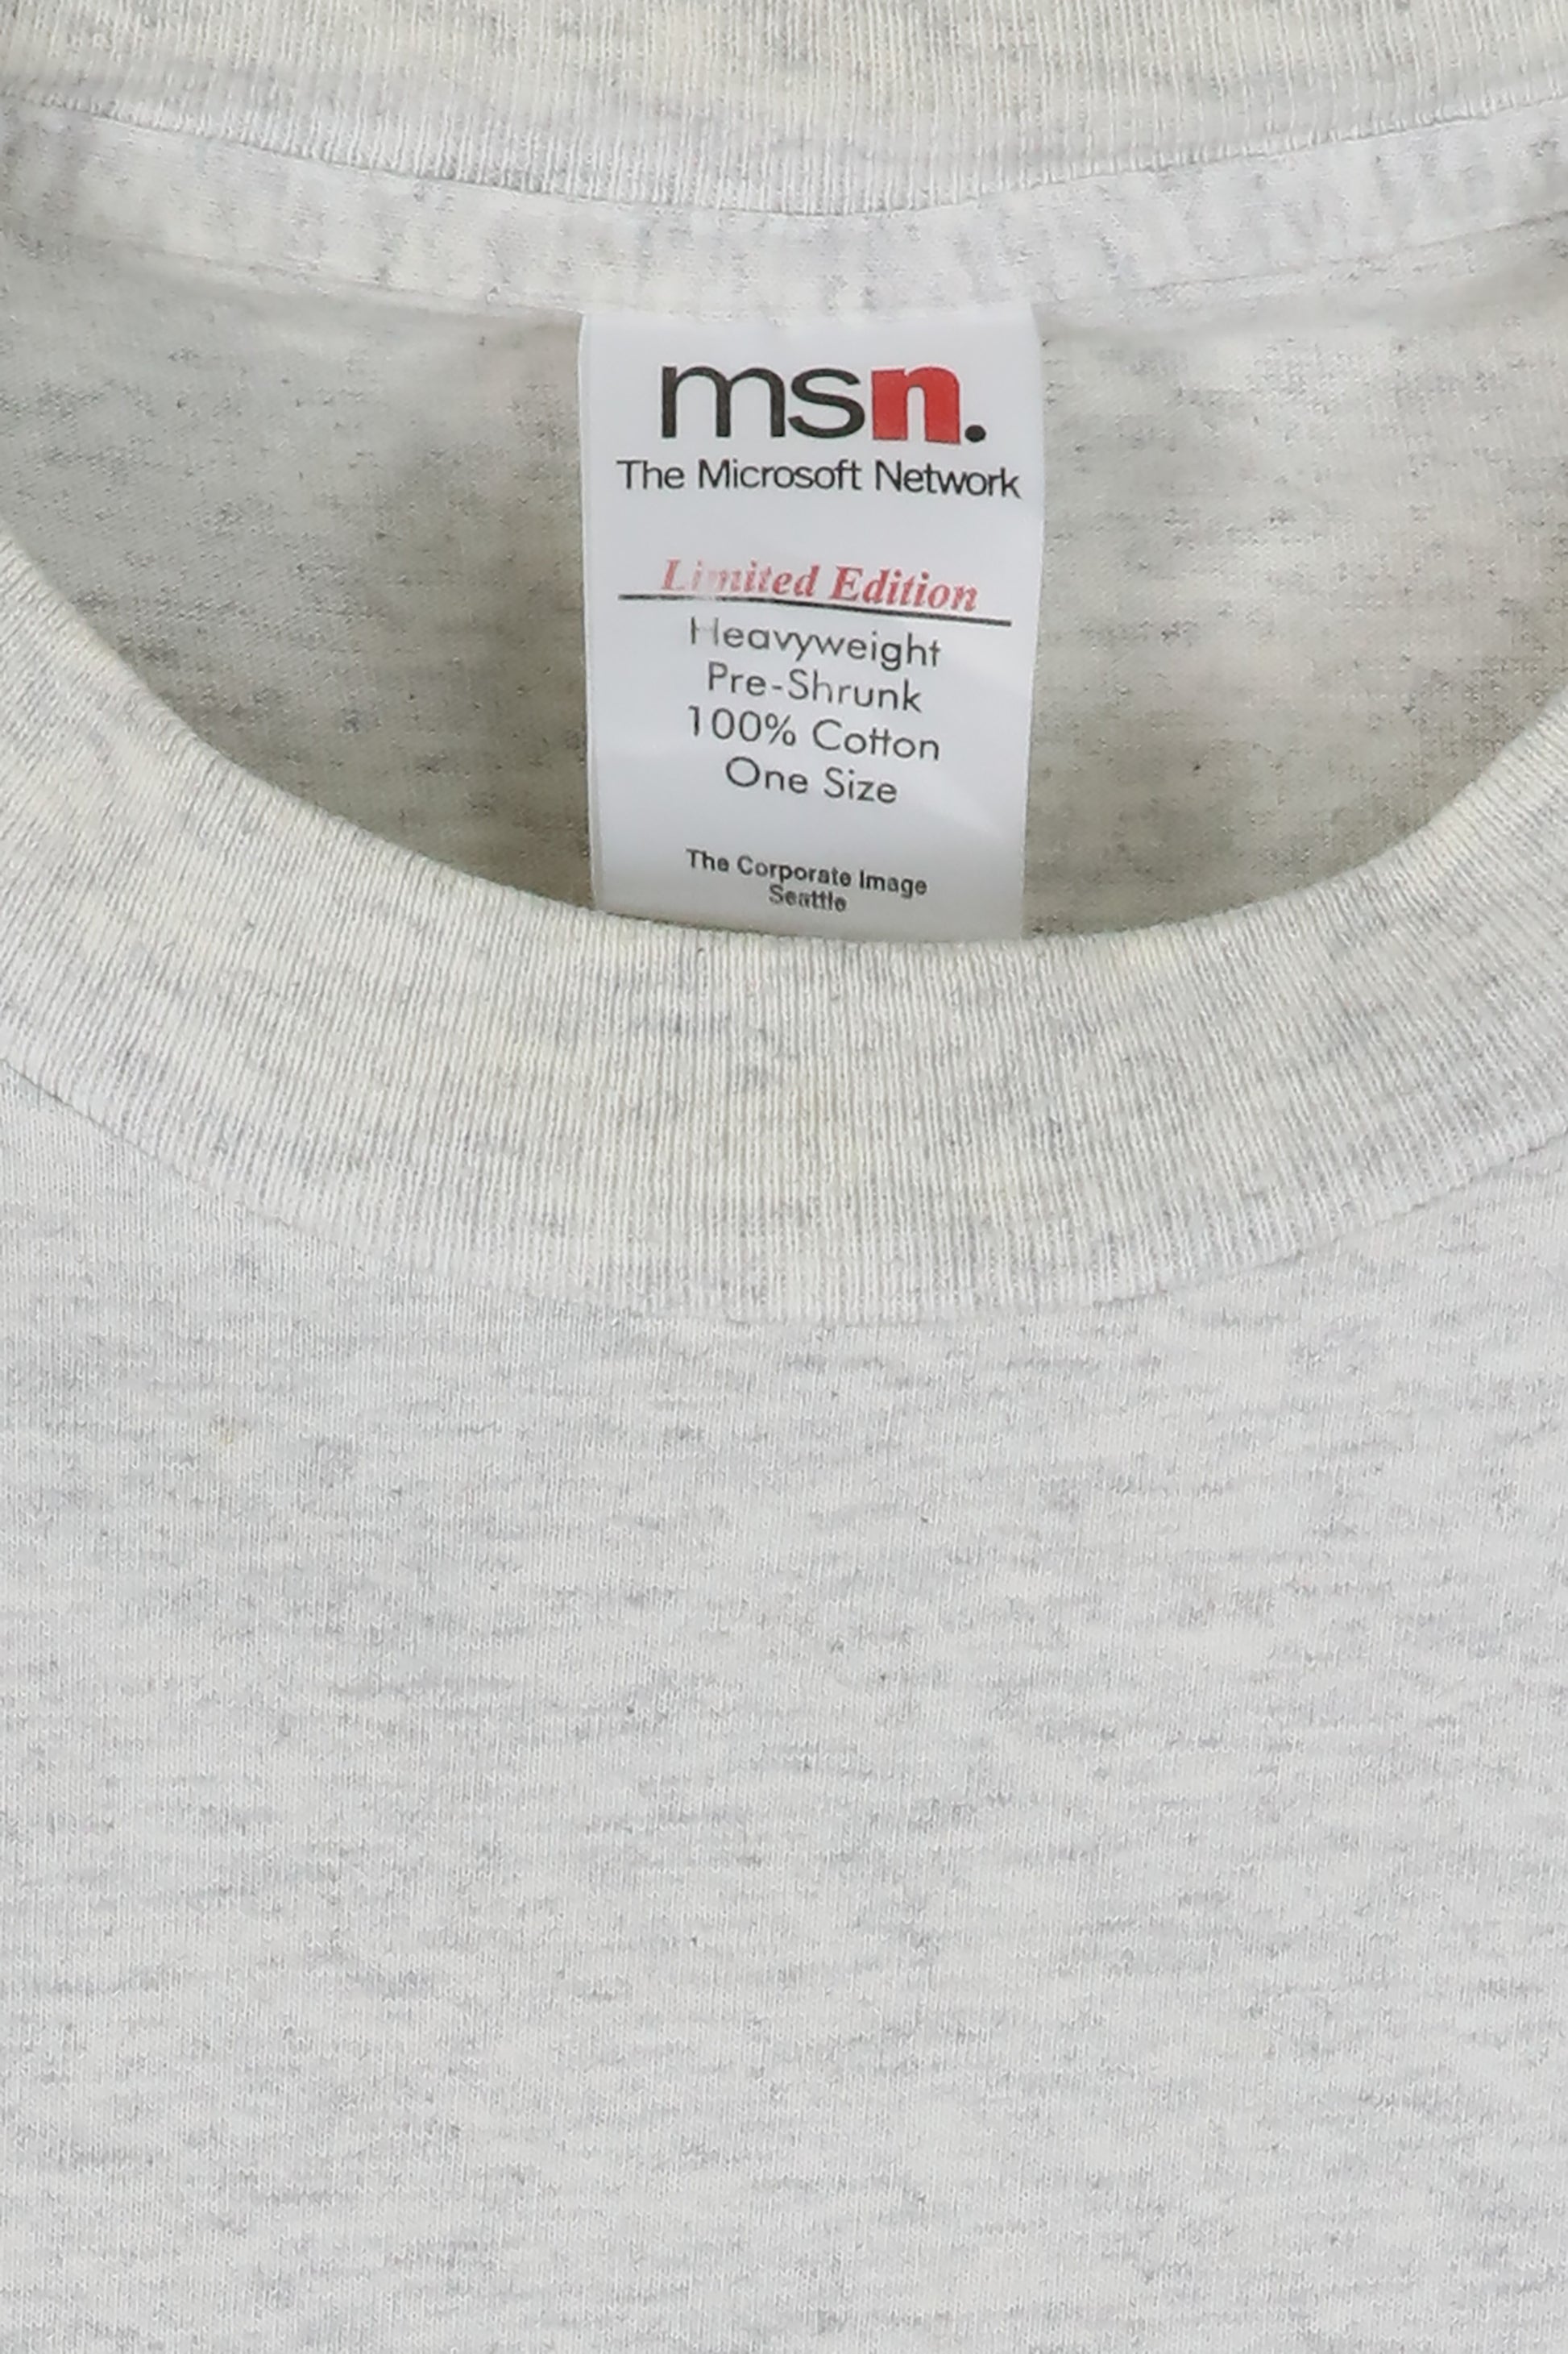 msn.
The Microsoft Network
Limited Edition
Heavyweight
Pre-Shrunk
100% Cotton
One Size
The Corporate Image
Seattle